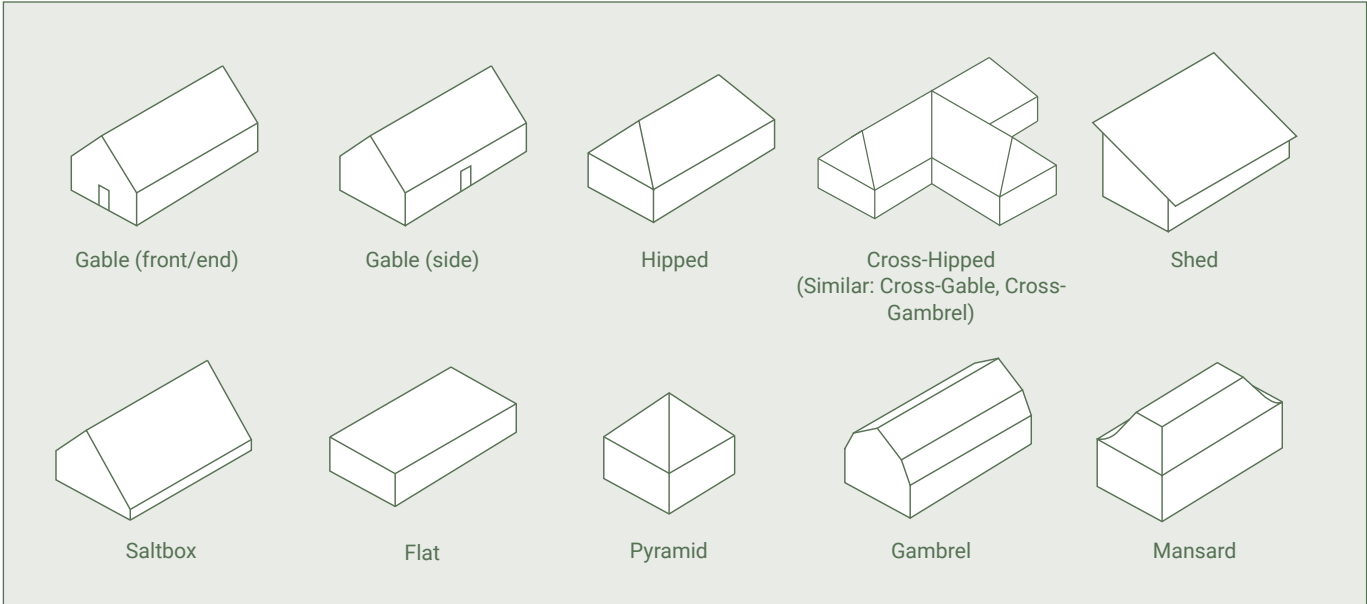 Gable (front/end)
Gable (side)
Hipped
Cross-Hipped
(Similar: Cross-Gable, Cross-
Gambrel)
Shed
Saltbox
Flat
Pyramid
Gambrel
Mansard